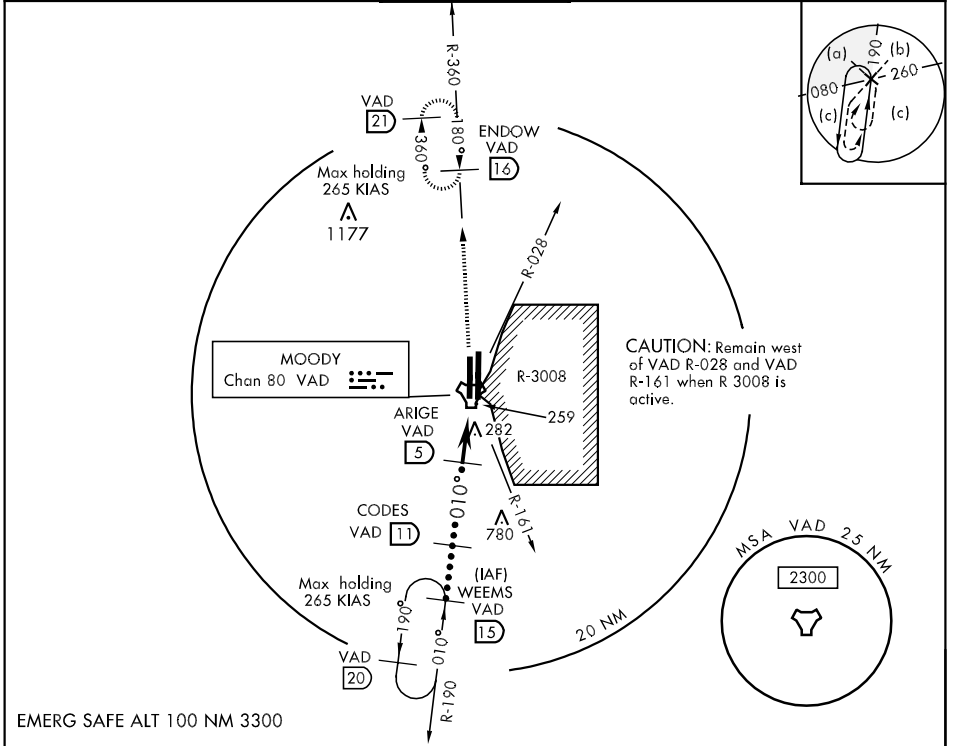 R-360
VAD
21
180°
360°
ENDOW
VAD
16
Max holding
265 KIAS
1177
(a)
190
(b)
080
260
(c)
(c)
R-028
MOODY
Chan 80 VAD
R-3008
CAUTION: Remain west
of VAD R-028 and VAD
R-161 when R 3008 is
active.
259
ARIGE
VAD
5
282
010°
R-161
780
CODES
VAD 11
MSA VAD 25 NM
2300
Max holding
265 KIAS
(IAF)
WEEMS
VAD
15
190°
010°
20 NM
VAD
20
R-190
EMERG SAFE ALT 100 NM 3300